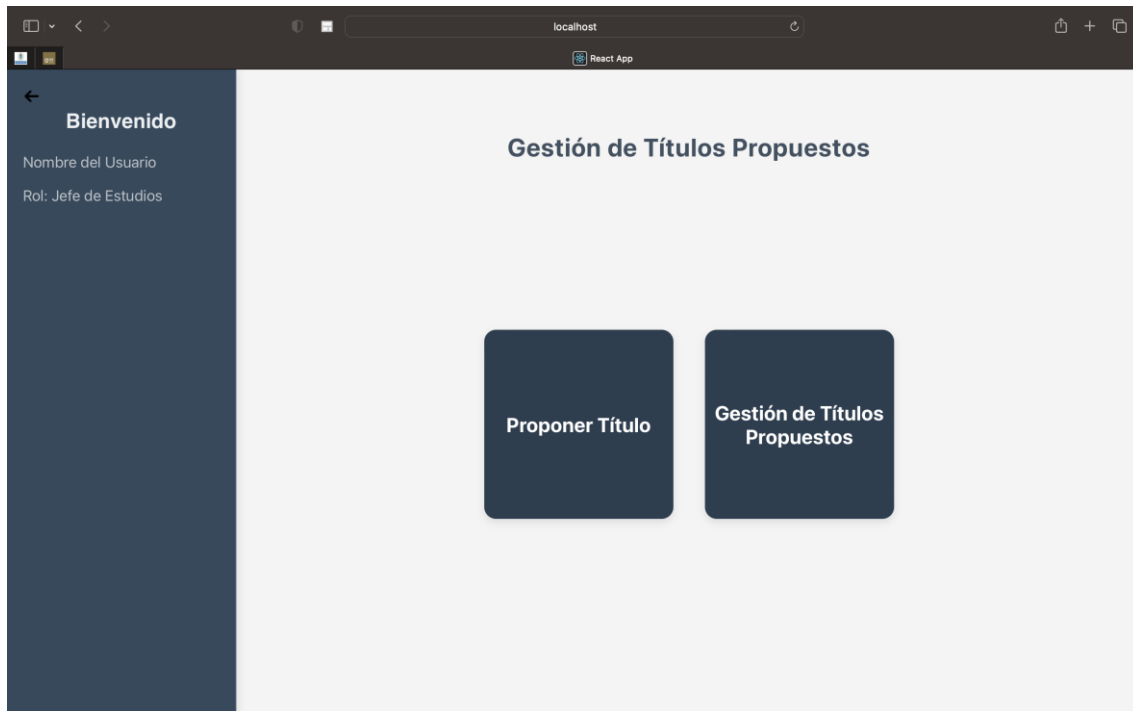 localhost
React App
Bienvenido
Nombre del Usuario
Rol: Jefe de Estudios
Gestión de Títulos Propuestos
Proponer Título
Gestión de Títulos
Propuestos